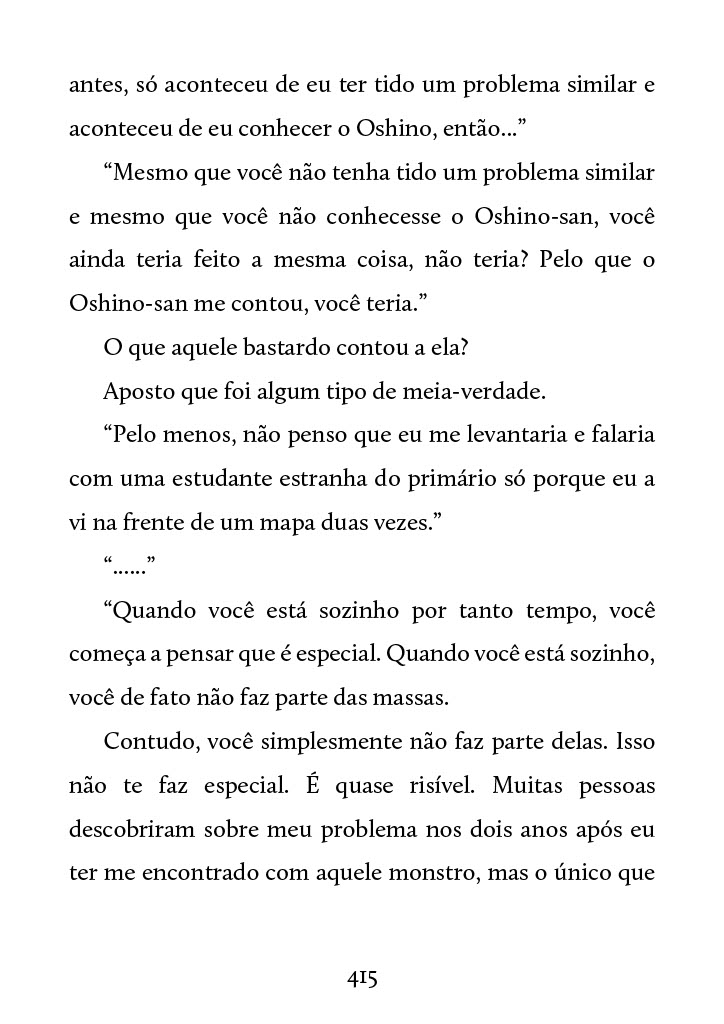 antes, só aconteceu de eu ter tido um problema similar e
aconteceu de eu conhecer o Oshino, então...”
“Mesmo que você não tenha tido um problema similar
e mesmo que você não conhecesse o Oshino-san, você
ainda teria feito a mesma coisa, não teria? Pelo que o
Oshino-san me contou, você teria.”
O que aquele bastardo contou a ela?
Aposto que foi algum tipo de meia-verdade.
“Pelo menos, não penso que eu me levantaria e falaria
com uma estudante estranha do primário só porque eu a
vi na frente de um mapa duas vezes.”
“......”
“Quando você está sozinho por tanto tempo, você
começa a pensar que é especial. Quando você está sozinho,
você de fato não faz parte das massas.
Contudo, você simplesmente não faz parte delas. Isso
não te faz especial. É quase risível. Muitas pessoas
descobriram sobre meu problema nos dois anos após eu
ter me encontrado com aquele monstro, mas o único que
415